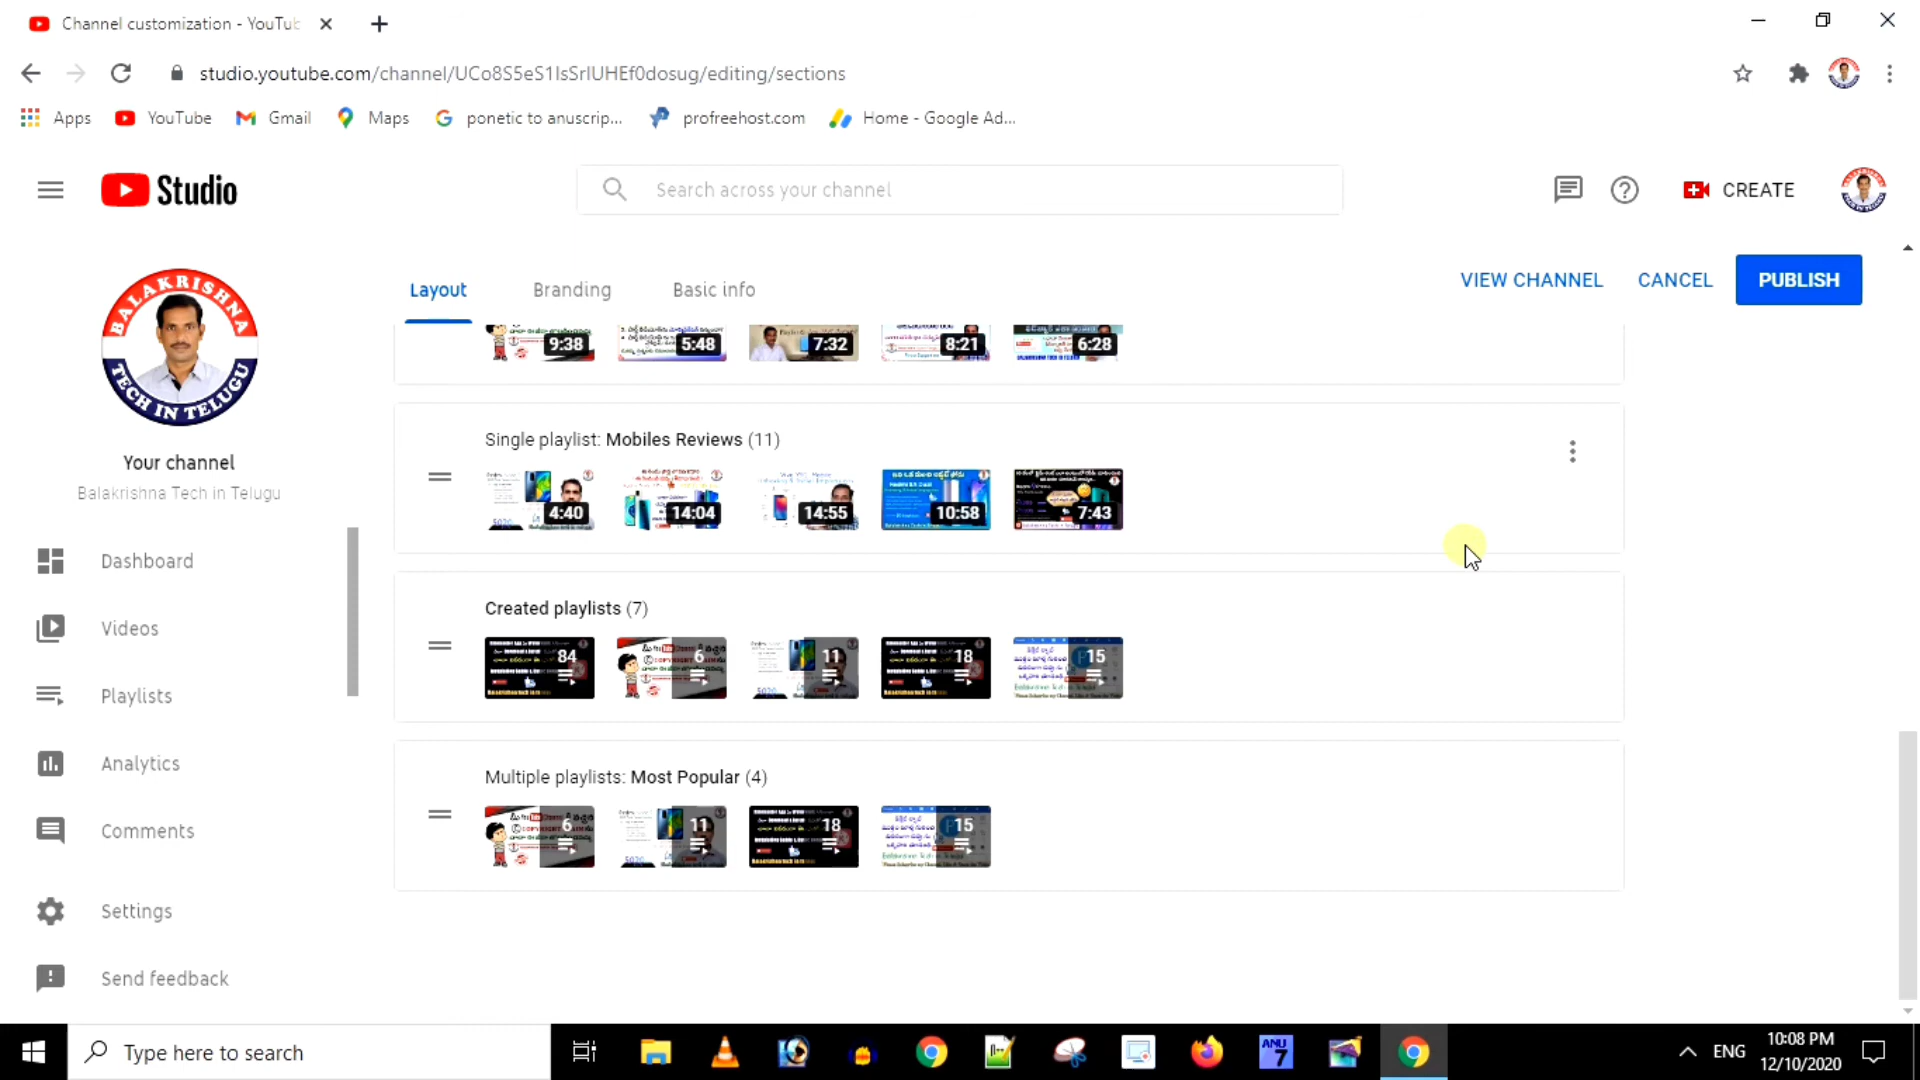 Channel customization - YouTub
studio.youtube.com/channel/UCo8S5eS1IsSrlUHEf0dosug/editing/sections
Apps YouTube Gmail Maps ponetic to anuscrip... profreehost.com Home - Google Ad...
Studio
Search across your channel
CREATE
BALAKRISHNA
TECH IN TELUGU
Your channel
Balakrishna Tech in Telugu
Dashboard
Videos
Playlists
Analytics
Comments
Settings
Send feedback
Layout Branding Basic info
VIEW CHANNEL CANCEL PUBLISH
9:38 5:48 7:32 8:21 6:28
Single playlist: Mobiles Reviews (11)
4:40 14:04 14:55 10:58 7:43
Created playlists (7)
84 6 11 18 15
Multiple playlists: Most Popular (4)
6 11 18 15
Type here to search
ANU
7
ENG
10:08 PM
12/10/2020